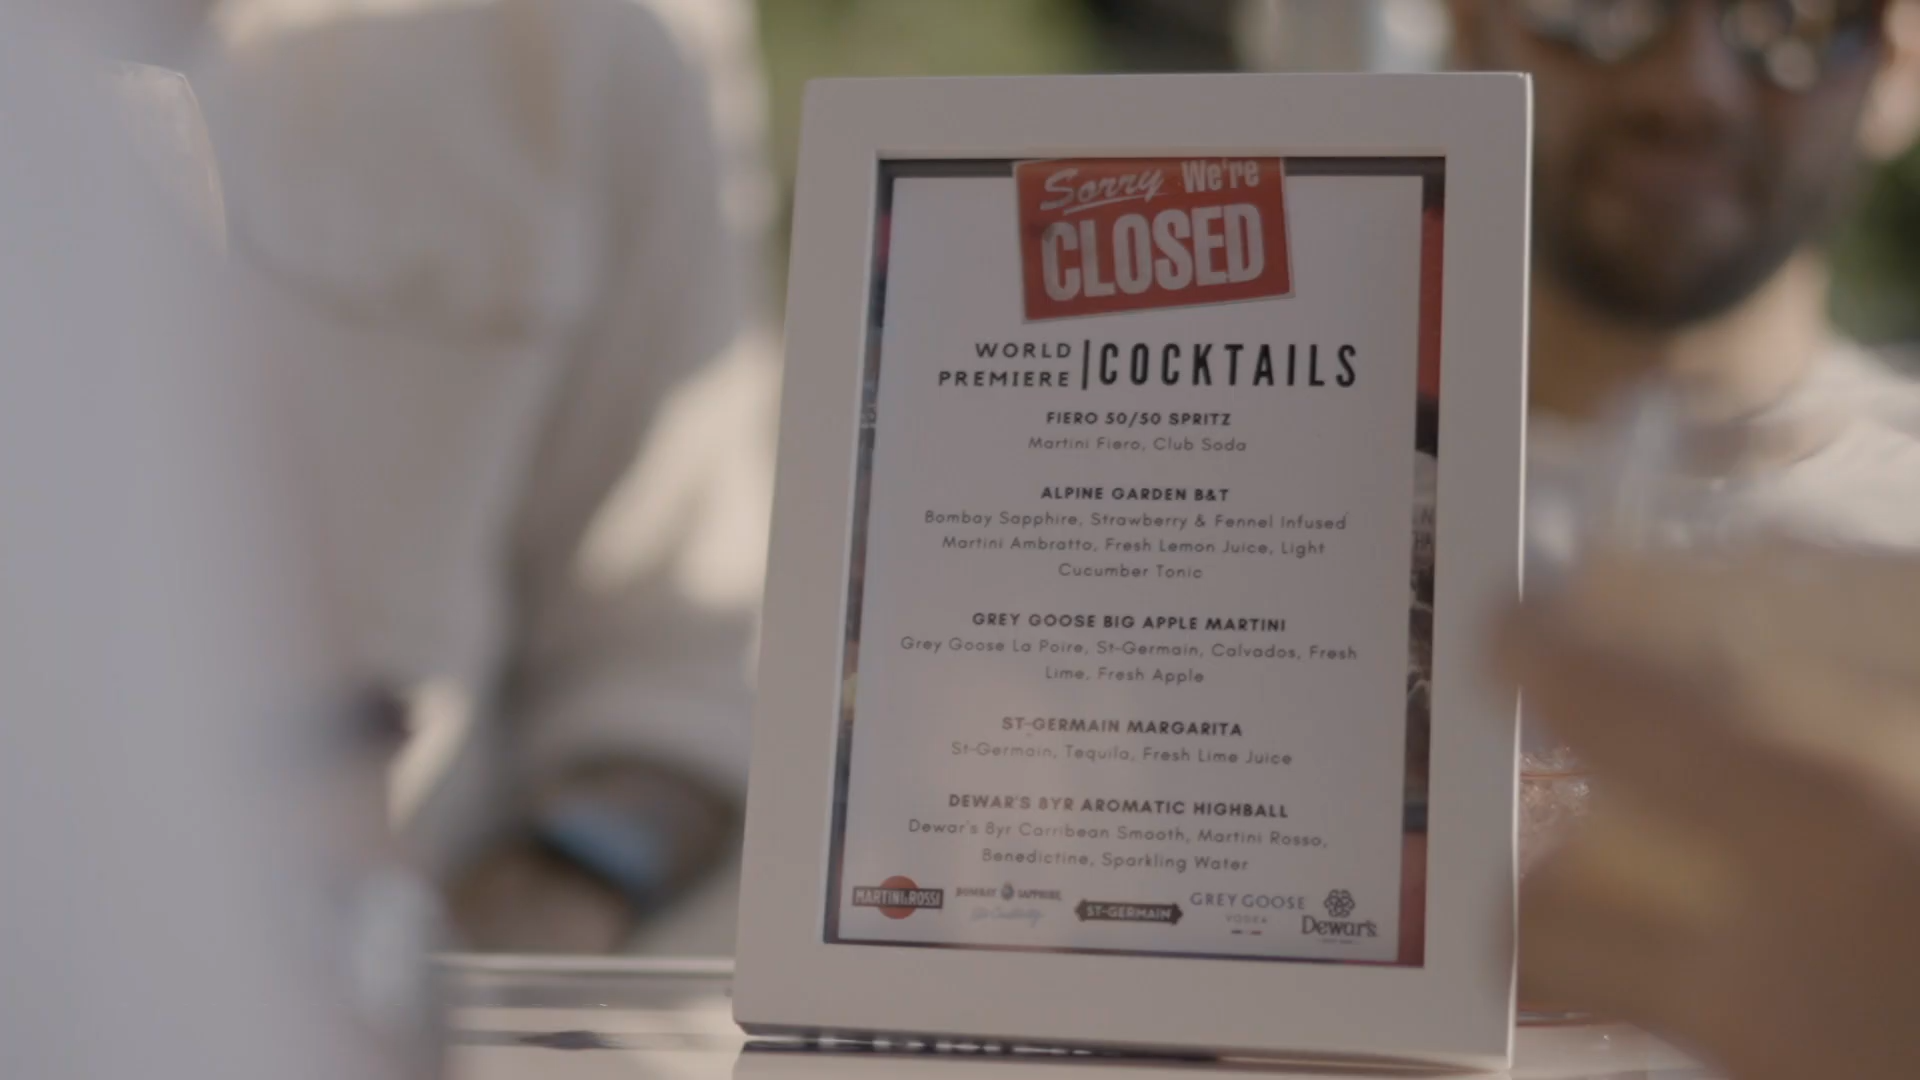 Sorry We're
CLOSED
WORLD
PREMIERE
COCKTAILS
FIERO 50/50 SPRITZ
Martini Fiero, Club Soda
ALPINE GARDEN B&T
Bombay Sapphire, Strawberry & Fennel Infused
Martini Ambratto, Fresh Lemon Juice, Light
Cucumber Tonic
GREY GOOSE BIG APPLE MARTINI
Grey Goose La Poire, St-Germain, Calvados, Fresh
Lime, Fresh Apple
ST-GERMAIN MARGARITA
St-Germain, Tequila, Fresh Lime Juice
DEWAR'S 8YR AROMATIC HIGHBALL
Dewar's 8yr Carribean Smooth, Martini Rosso,
Benedictine, Sparkling Water
MARTINI & ROSSI
BOMBAY SAPPHIRE
ST-GERMAIN
GREY GOOSE
VODKA
Dewar's